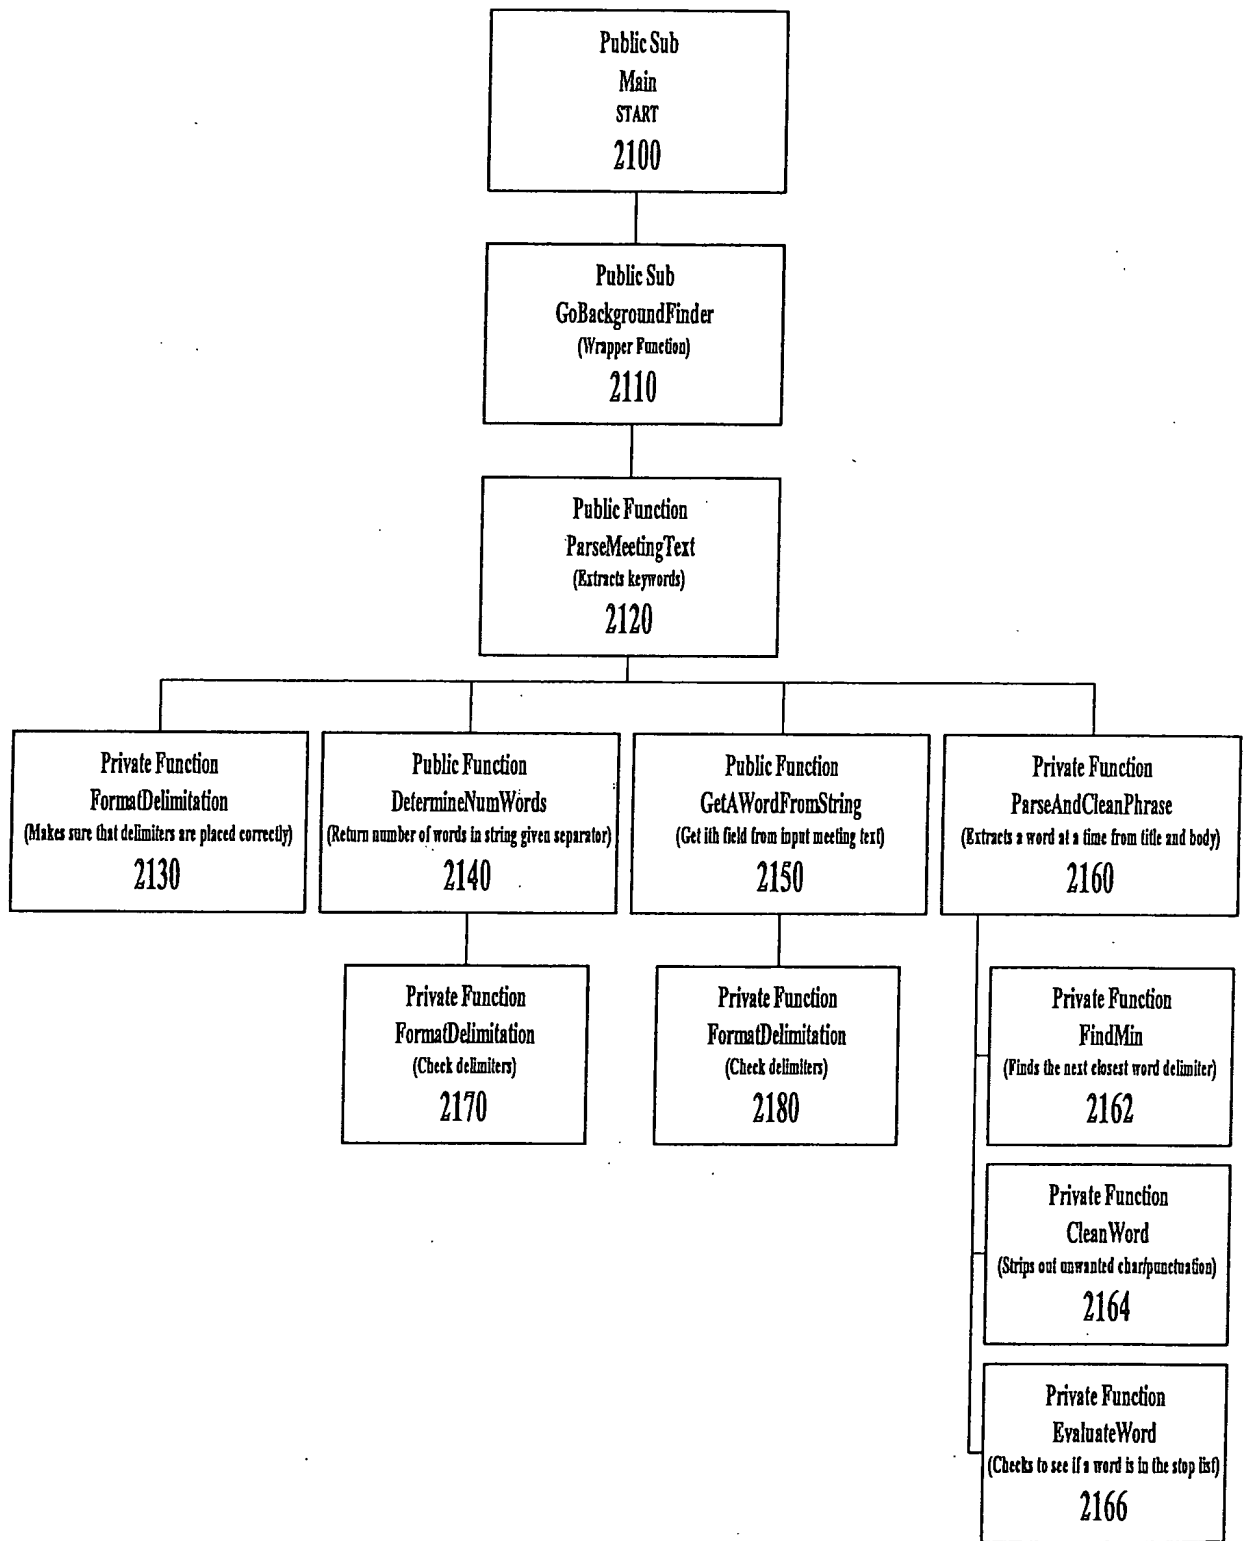 Public Sub
Main
START
2100
Public Sub
GoBackgroundFinder
(Wrapper Function)
2110
Public Function
ParseMeetingText
(Extracts keywords)
2120
Private Function
FormatDelimitation
(Makes sure that delimiters are placed correctly)
2130
Public Function
DetermineNumWords
(Return number of words in string given separator)
2140
Public Function
GetAWordFromString
(Get ith field from input meeting text)
2150
Private Function
ParseAndCleanPhrase
(Extracts a word at a time from title and body)
2160
Private Function
FormatDelimitation
(Check delimiters)
2170
Private Function
FormatDelimitation
(Check delimiters)
2180
Private Function
FindMin
(Finds the next closest word delimiter)
2162
Private Function
CleanWord
(Strips out unwanted char/punctuation)
2164
Private Function
EvaluateWord
(Checks to see if a word is in the stop list)
2166